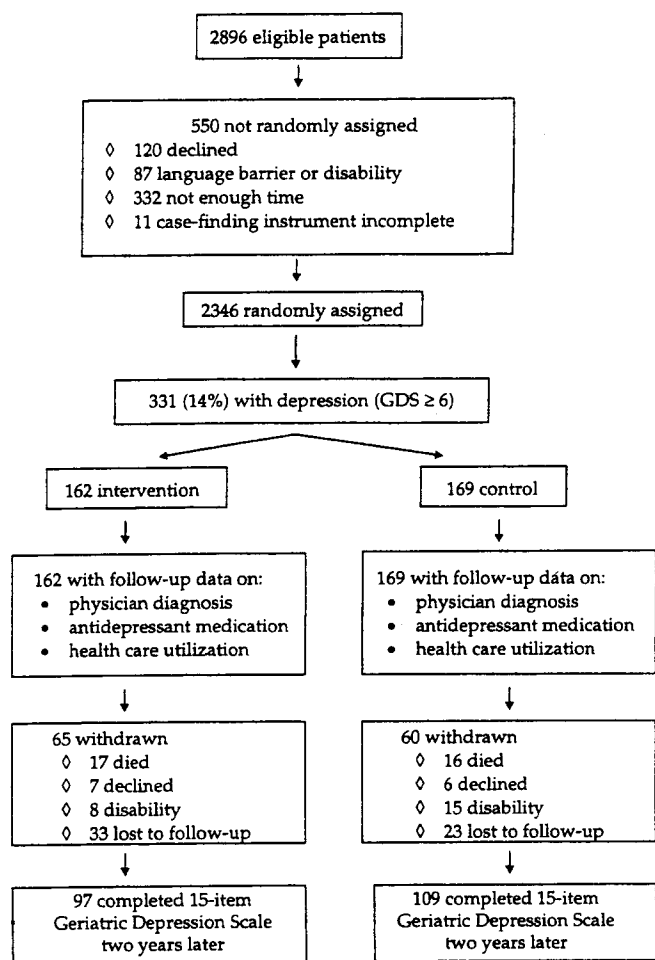 2896 eligible patients
550 not randomly assigned
◊ 120 declined
◊ 87 language barrier or disability
◊ 332 not enough time
◊ 11 case-finding instrument incomplete
2346 randomly assigned
331 (14%) with depression (GDS ≥ 6)
162 intervention
169 control
162 with follow-up data on:
• physician diagnosis
• antidepressant medication
• health care utilization
169 with follow-up data on:
• physician diagnosis
• antidepressant medication
• health care utilization
65 withdrawn
◊ 17 died
◊ 7 declined
◊ 8 disability
◊ 33 lost to follow-up
60 withdrawn
◊ 16 died
◊ 6 declined
◊ 15 disability
◊ 23 lost to follow-up
97 completed 15-item
Geriatric Depression Scale
two years later
109 completed 15-item
Geriatric Depression Scale
two years later